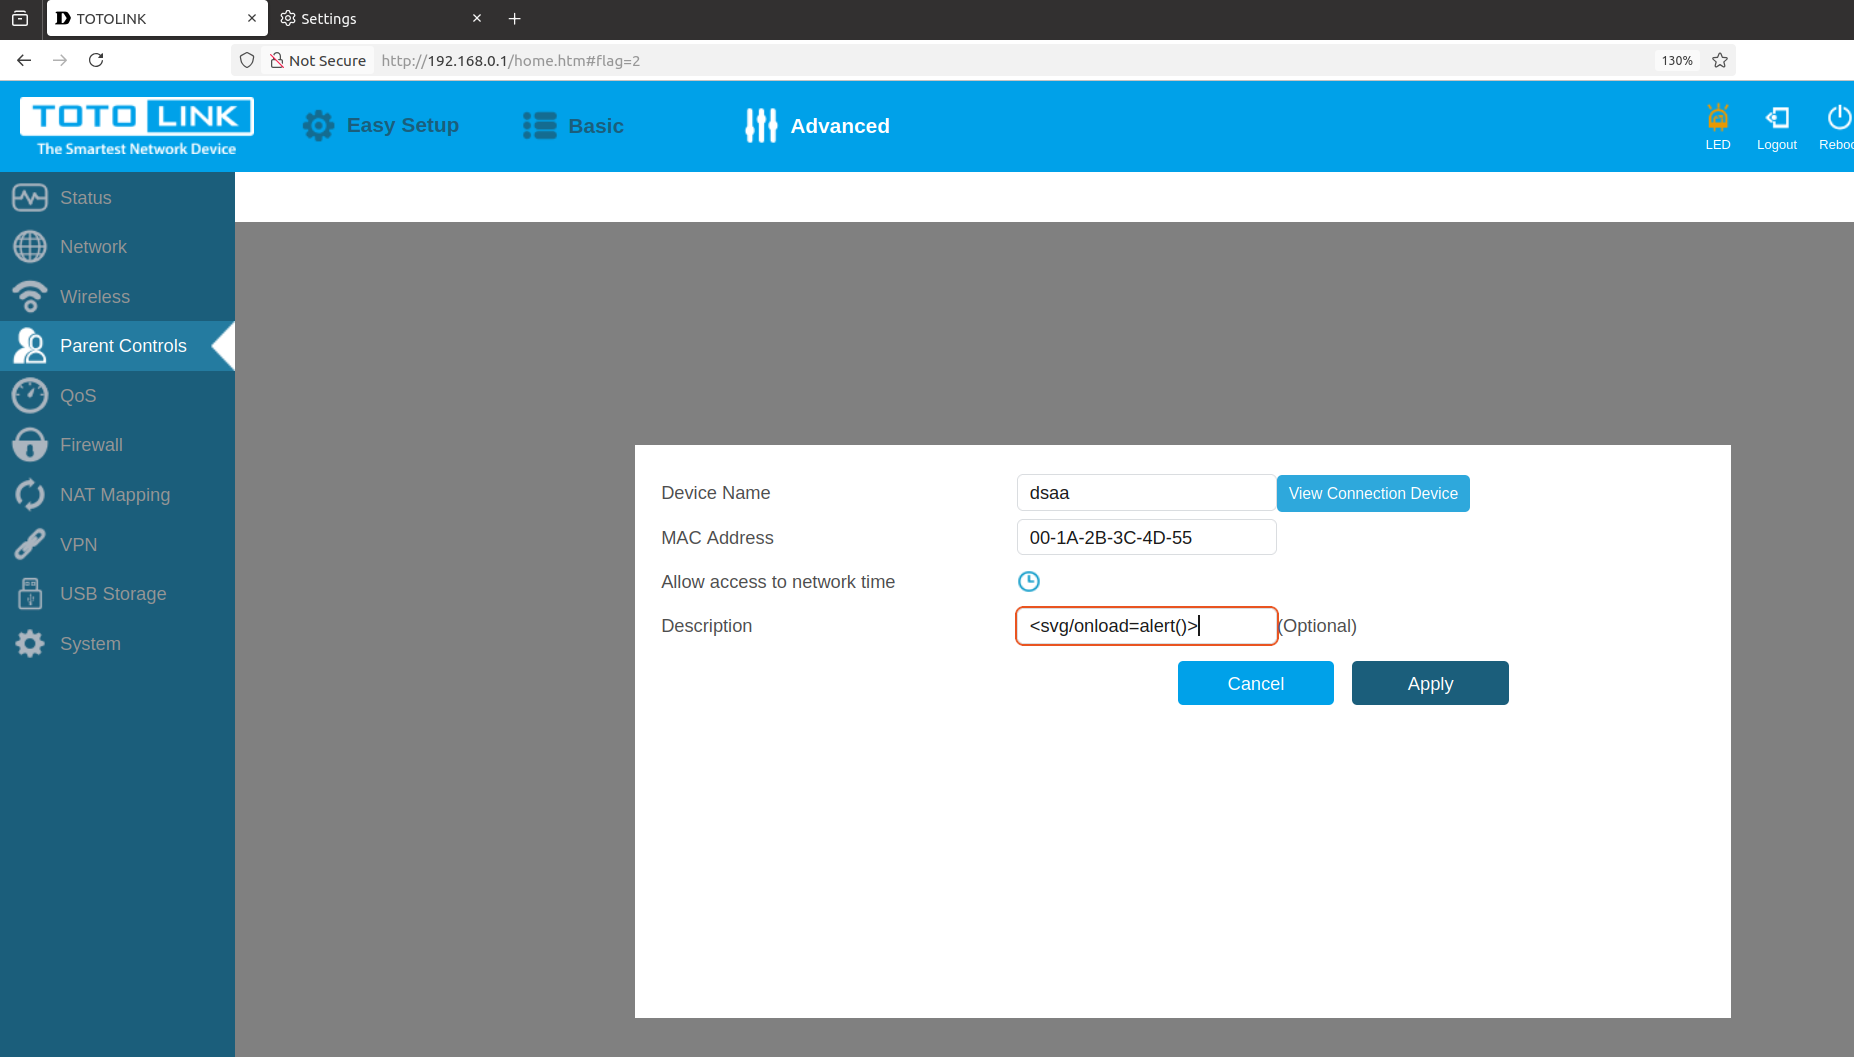 TOTOLINK
Settings
Not Secure
http://192.168.0.1/home.htm#flag=2
130%
TOTO LINK
The Smartest Network Device
Easy Setup
Basic
Advanced
LED
Logout
Reboo
Status
Network
Wireless
Parent Controls
QoS
Firewall
NAT Mapping
VPN
USB Storage
System
Device Name
dsaa
View Connection Device
MAC Address
00-1A-2B-3C-4D-55
Allow access to network time
Description
<svg/onload=alert()>
(Optional)
Cancel
Apply